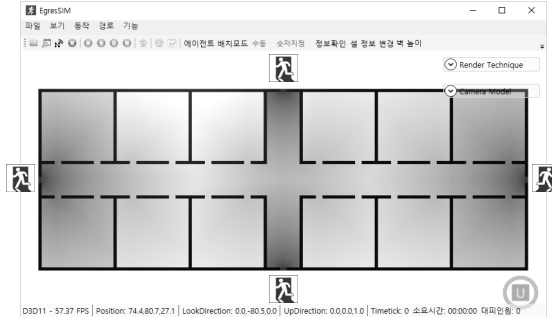 EgresSIM
파일 보기 동작 경로 기능
에이전트 배치모드 수동 숫자지정 정보확인 셀 정보 변경 벽 높이
Render Technique
Camera Model
U
D3D11 - 57.37 FPS Position: 74.4,80.7,27.1 LookDirection: 0.0,-80.5,0.0 UpDirection: 0.0,0.0,1.0 Timetick: 0 소요시간: 00:00:00 대피인원: 0